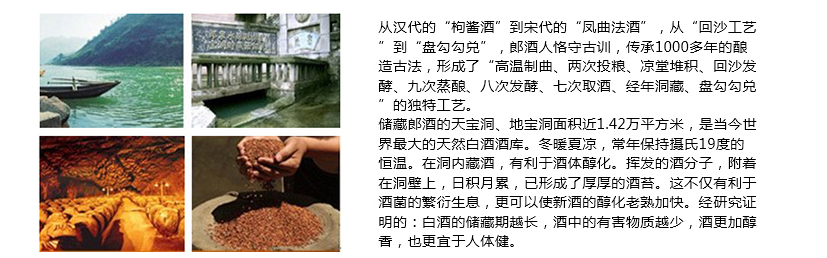 从汉代的“枸酱酒”到宋代的“凤曲法酒”，从“回沙工艺
”到“盘勾勾兑”，郎酒人恪守古训，传承1000多年的酿
造古法，形成了“高温制曲、两次投粮、凉堂堆积、回沙发
酵、九次蒸酿、八次发酵、七次取酒、经年洞藏、盘勾勾兑
”的独特工艺。
储藏郎酒的天宝洞、地宝洞面积近1.42万平方米，是当今世
界最大的天然白酒酒库。冬暖夏凉，常年保持摄氏19度的
恒温。在洞内藏酒，有利于酒体醇化。挥发的酒分子，附着
在洞壁上，日积月累，已形成了厚厚的酒苔。这不仅有利于
酒菌的繁衍生息，更可以使新酒的醇化老熟加快。经研究证
明的：白酒的储藏期越长，酒中的有害物质越少，酒更加醇
香，也更宜于人体健。